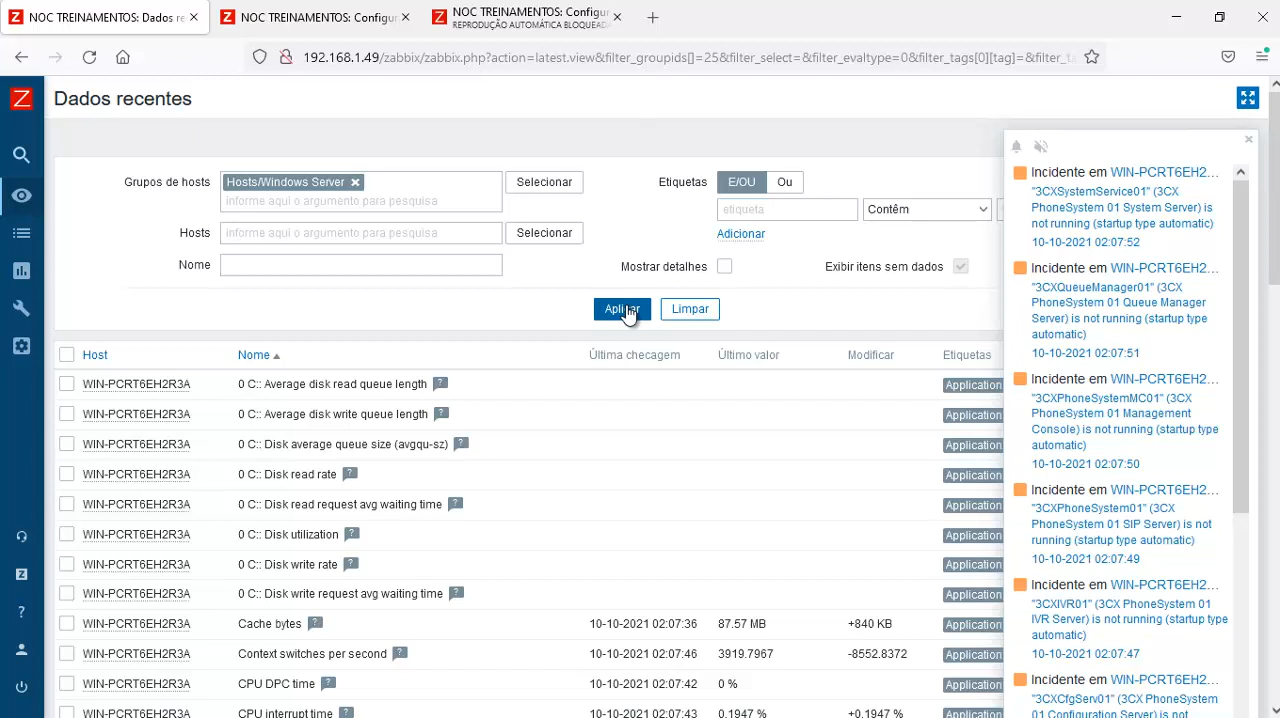 NOC TREINAMENTOS: Dados re
NOC TREINAMENTOS: Configur
NOC TREINAMENTOS: Configur
REPRODUÇÃO AUTOMÁTICA BLOQUEADA
192.168.1.49/zabbix/zabbix.php?action=latest.view&filter_groupids[]=25&filter_select=&filter_evaltype=0&filter_tags[0][tag]=&filter_ta
Z
Dados recentes
Grupos de hosts
Hosts/Windows Server
informe aqui o argumento para pesquisa
Selecionar
Etiquetas
E/OU
Ou
etiqueta
Contêm
Adicionar
Hosts
informe aqui o argumento para pesquisa
Selecionar
Nome
Mostrar detalhes
Exibir itens sem dados
Aplicar
Limpar
Host Nome Última checagem Último valor Modificar Etiquetas
WIN-PCRT6EH2R3A 0 C:: Average disk read queue length ? Application
WIN-PCRT6EH2R3A 0 C:: Average disk write queue length ? Application
WIN-PCRT6EH2R3A 0 C:: Disk average queue size (avgqu-sz) ? Application
WIN-PCRT6EH2R3A 0 C:: Disk read rate ? Application
WIN-PCRT6EH2R3A 0 C:: Disk read request avg waiting time ? Application
WIN-PCRT6EH2R3A 0 C:: Disk utilization ? Application
WIN-PCRT6EH2R3A 0 C:: Disk write rate ? Application
WIN-PCRT6EH2R3A 0 C:: Disk write request avg waiting time ? Application
WIN-PCRT6EH2R3A Cache bytes ? 10-10-2021 02:07:36 87.57 MB +840 KB Application
WIN-PCRT6EH2R3A Context switches per second ? 10-10-2021 02:07:46 3919.7967 -8552.8372 Application
WIN-PCRT6EH2R3A CPU DPC time ? 10-10-2021 02:07:42 0 % Application
WIN-PCRT6EH2R3A CPU interrupt time ? 10-10-2021 02:07:43 0.1947 % +0.1947 % Application
Incidente em WIN-PCRT6EH2...
"3CXSystemService01" (3CX
PhoneSystem 01 System Server) is
not running (startup type automatic)
10-10-2021 02:07:52
Incidente em WIN-PCRT6EH2...
"3CXQueueManager01" (3CX
PhoneSystem 01 Queue Manager
Server) is not running (startup type
automatic)
10-10-2021 02:07:51
Incidente em WIN-PCRT6EH2...
"3CXPhoneSystemMC01" (3CX
PhoneSystem 01 Management
Console) is not running (startup type
automatic)
10-10-2021 02:07:50
Incidente em WIN-PCRT6EH2...
"3CXPhoneSystem01" (3CX
PhoneSystem 01 SIP Server) is not
running (startup type automatic)
10-10-2021 02:07:49
Incidente em WIN-PCRT6EH2...
"3CXIVR01" (3CX PhoneSystem 01
IVR Server) is not running (startup type
automatic)
10-10-2021 02:07:47
Incidente em WIN-PCRT6EH2...
"3CXCfgServ01" (3CX PhoneSystem
01 Configuration Server) is not